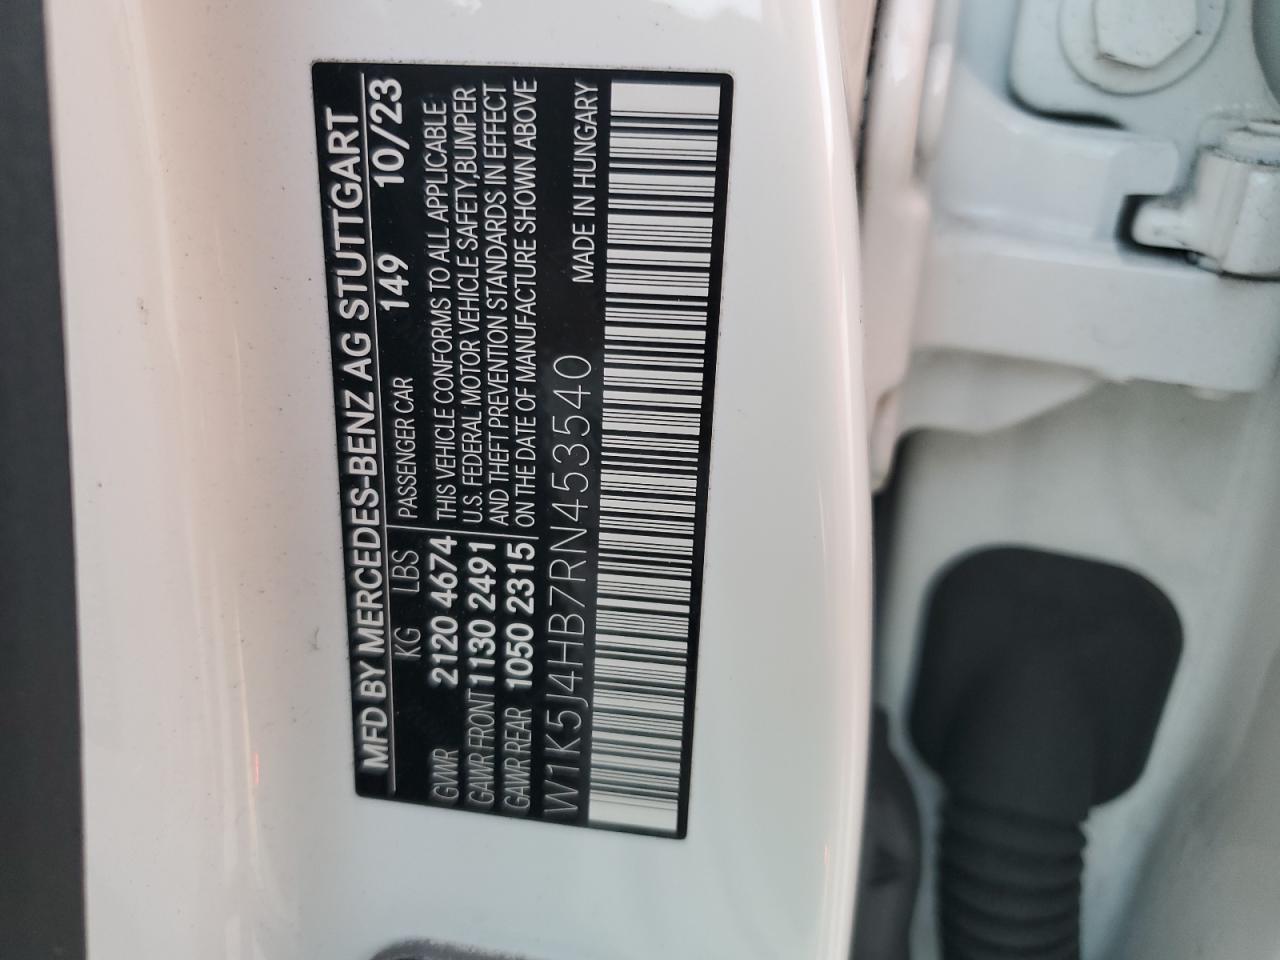 MFD BY MERCEDES-BENZ AG STUTTGART
KG LBS PASSENGER CAR 149 10/23
GVWR 2120 4674 THIS VEHICLE CONFORMS TO ALL APPLICABLE
GAWR FRONT 1130 2491 U.S. FEDERAL MOTOR VEHICLE SAFETY,BUMPER
GAWR REAR 1050 2315 AND THEFT PREVENTION STANDARDS IN EFFECT
ON THE DATE OF MANUFACTURE SHOWN ABOVE
W1K5J4HB7RN453540 MADE IN HUNGARY